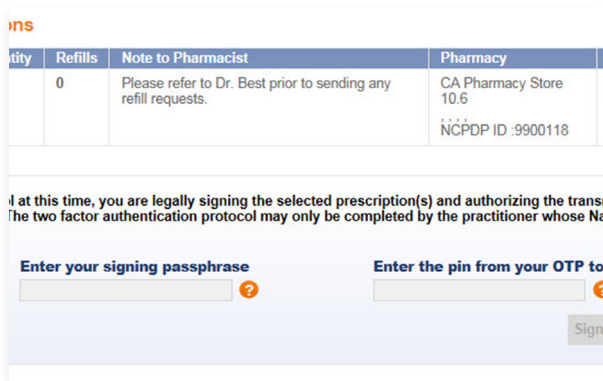 ons
ntity Refills Note to Pharmacist Pharmacy
0 Please refer to Dr. Best prior to sending any CA Pharmacy Store
refill requests. 10.6
, , , ,
NCPDP ID :9900118
ol at this time, you are legally signing the selected prescription(s) and authorizing the trans
The two factor authentication protocol may only be completed by the practitioner whose Na
Enter your signing passphrase Enter the pin from your OTP to
? ?
Sign